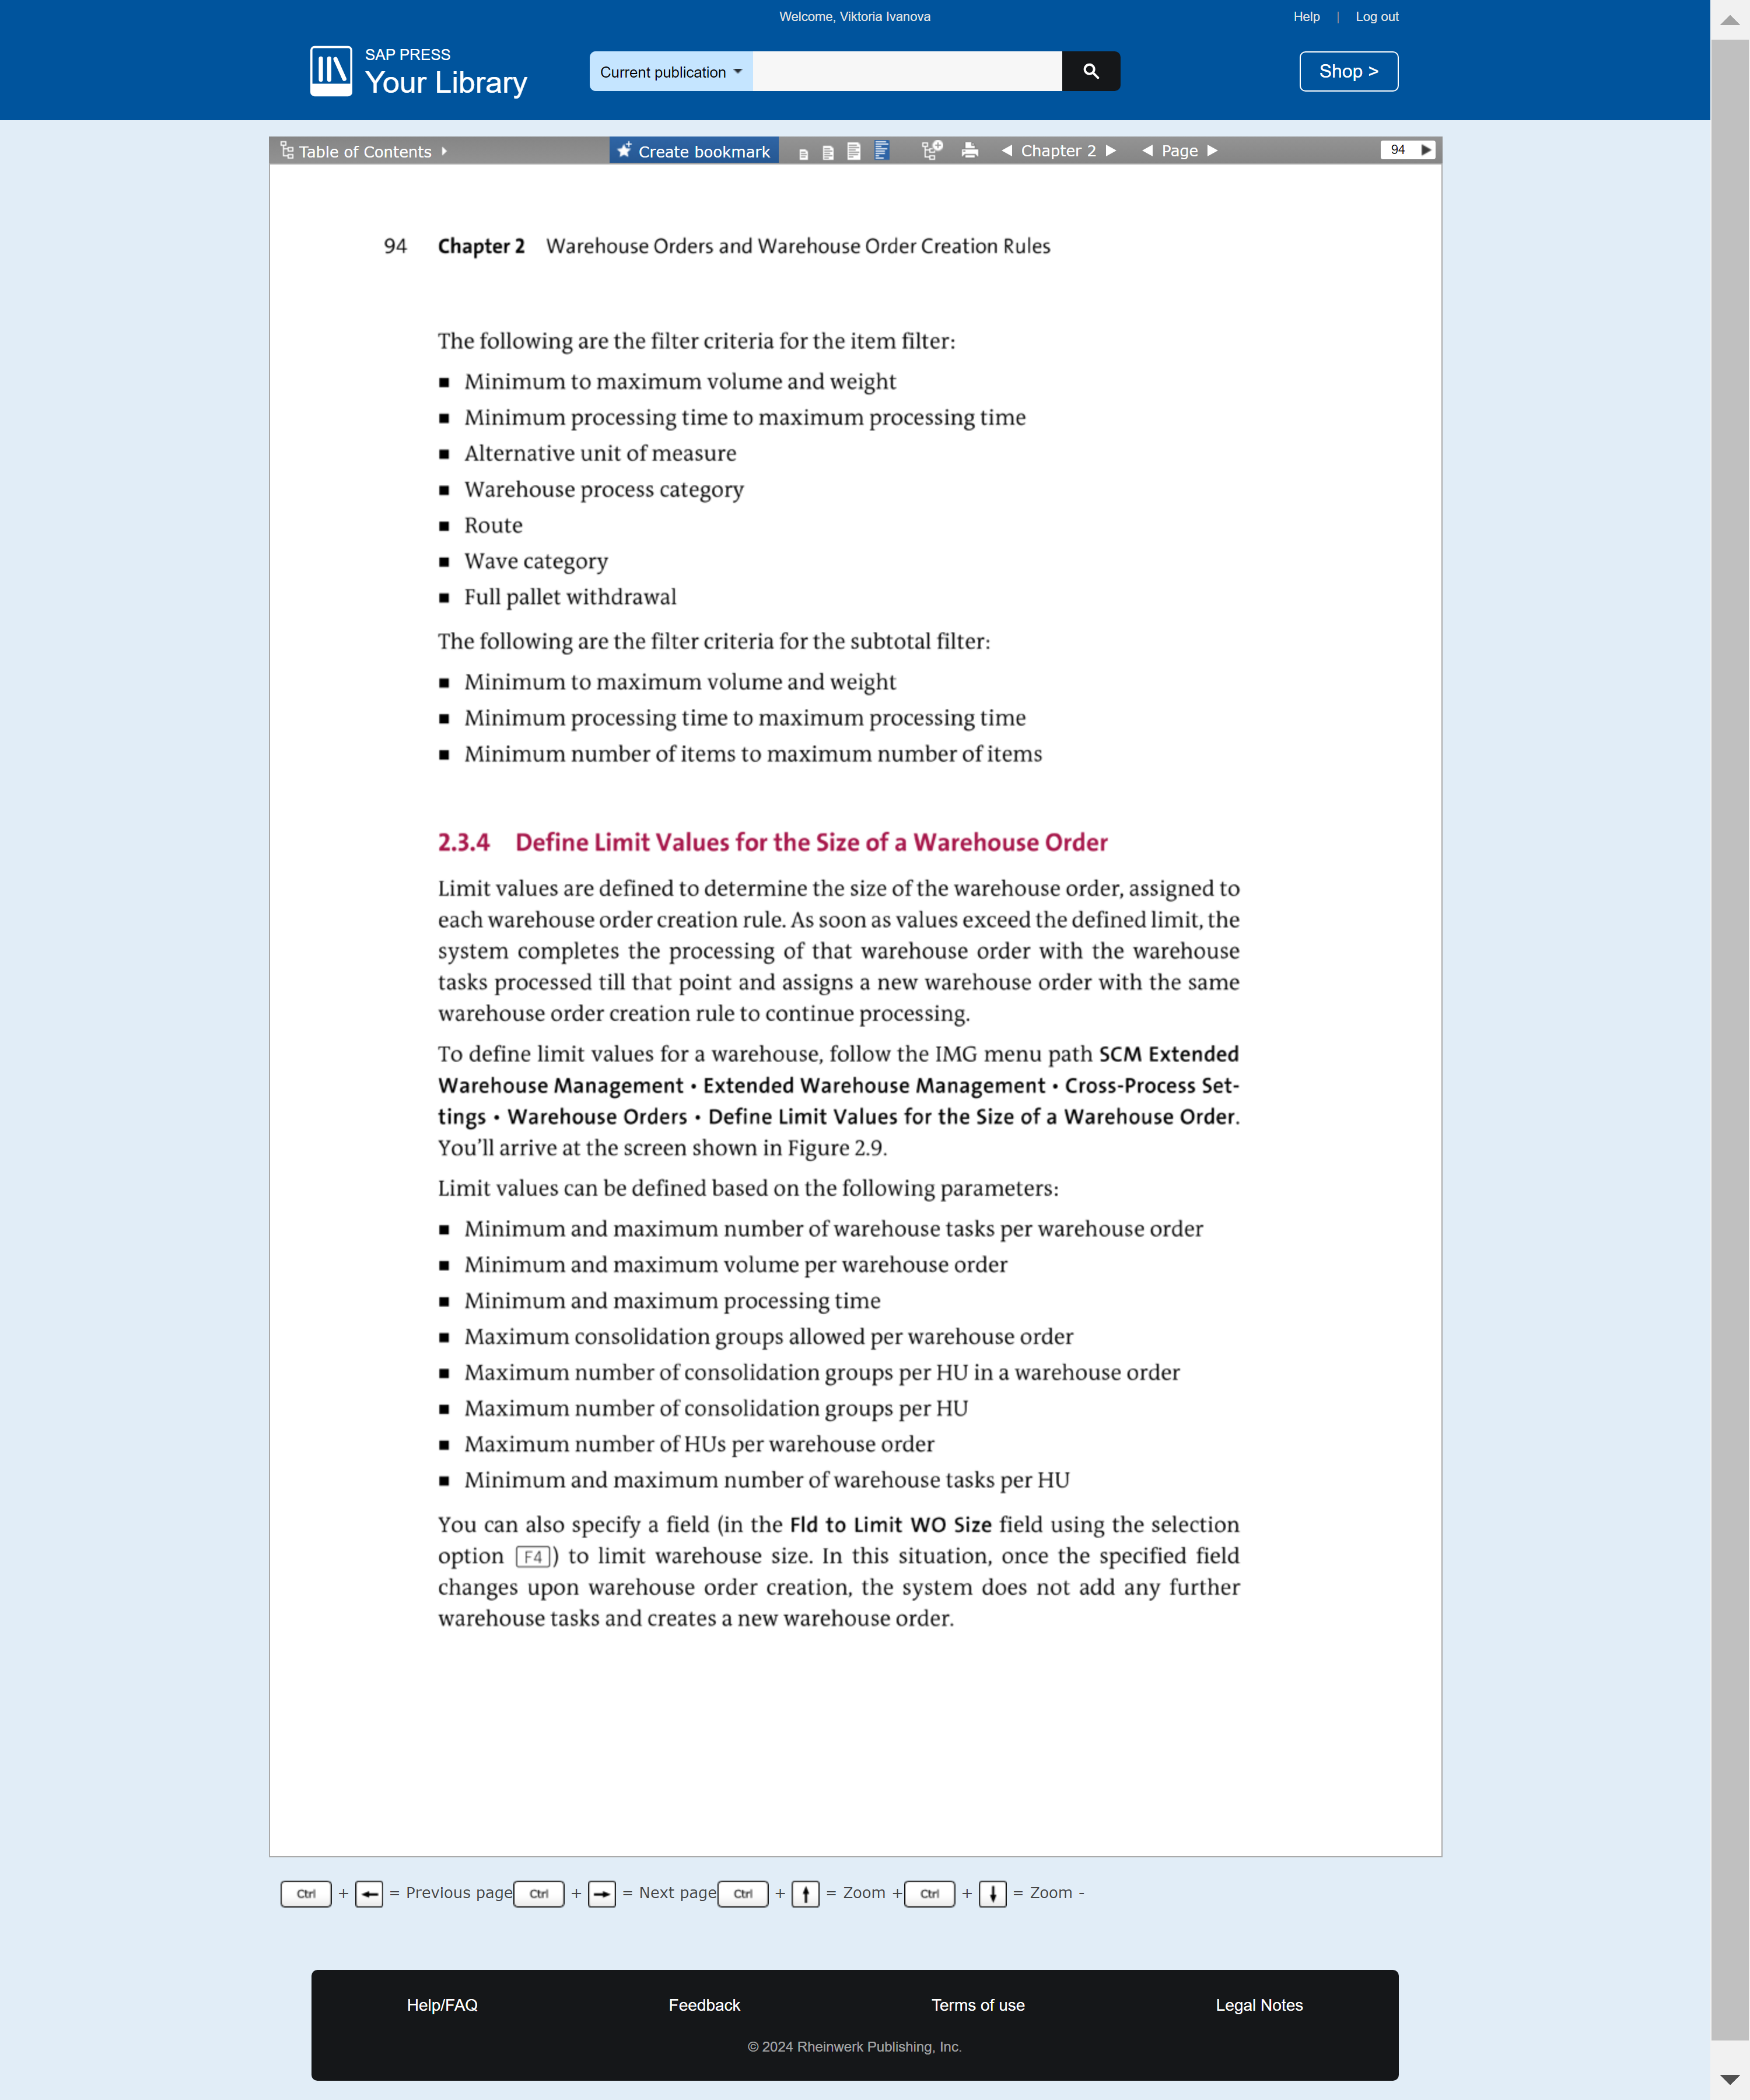 Welcome, Viktoria Ivanova
Help | Log out
SAP PRESS
Your Library
Current publication
Shop >
Table of Contents
Create bookmark
Chapter 2
Page
94
94 Chapter 2 Warehouse Orders and Warehouse Order Creation Rules
The following are the filter criteria for the item filter:
■ Minimum to maximum volume and weight
■ Minimum processing time to maximum processing time
■ Alternative unit of measure
■ Warehouse process category
■ Route
■ Wave category
■ Full pallet withdrawal
The following are the filter criteria for the subtotal filter:
■ Minimum to maximum volume and weight
■ Minimum processing time to maximum processing time
■ Minimum number of items to maximum number of items
2.3.4 Define Limit Values for the Size of a Warehouse Order
Limit values are defined to determine the size of the warehouse order, assigned to
each warehouse order creation rule. As soon as values exceed the defined limit, the
system completes the processing of that warehouse order with the warehouse
tasks processed till that point and assigns a new warehouse order with the same
warehouse order creation rule to continue processing.
To define limit values for a warehouse, follow the IMG menu path SCM Extended
Warehouse Management • Extended Warehouse Management • Cross-Process Set-
tings • Warehouse Orders • Define Limit Values for the Size of a Warehouse Order.
You'll arrive at the screen shown in Figure 2.9.
Limit values can be defined based on the following parameters:
■ Minimum and maximum number of warehouse tasks per warehouse order
■ Minimum and maximum volume per warehouse order
■ Minimum and maximum processing time
■ Maximum consolidation groups allowed per warehouse order
■ Maximum number of consolidation groups per HU in a warehouse order
■ Maximum number of consolidation groups per HU
■ Maximum number of HUs per warehouse order
■ Minimum and maximum number of warehouse tasks per HU
You can also specify a field (in the Fld to Limit WO Size field using the selection
option F4) to limit warehouse size. In this situation, once the specified field
changes upon warehouse order creation, the system does not add any further
warehouse tasks and creates a new warehouse order.
Ctrl + ← = Previous page Ctrl + → = Next page Ctrl + ↑ = Zoom + Ctrl + ↓ = Zoom -
Help/FAQ Feedback Terms of use Legal Notes
© 2024 Rheinwerk Publishing, Inc.